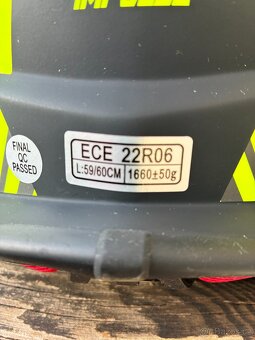 ECE 22R06
L:59/60CM 1660±50g
FINAL
QC
PASSED